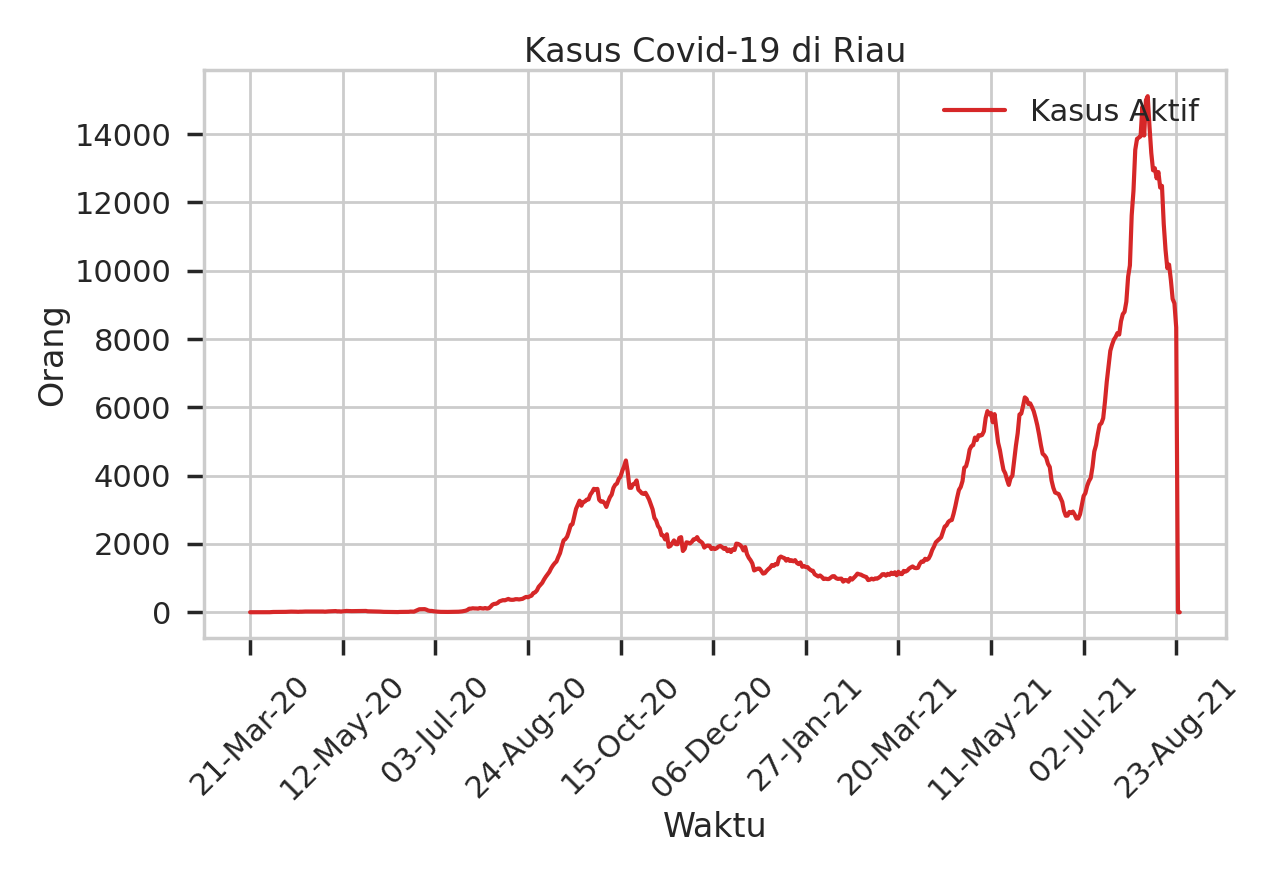 Kasus Covid-19 di Riau
Kasus Aktif
Orang
14000
12000
10000
8000
6000
4000
2000
0
21-Mar-20
12-May-20
03-Jul-20
24-Aug-20
15-Oct-20
06-Dec-20
27-Jan-21
20-Mar-21
11-May-21
02-Jul-21
23-Aug-21
Waktu